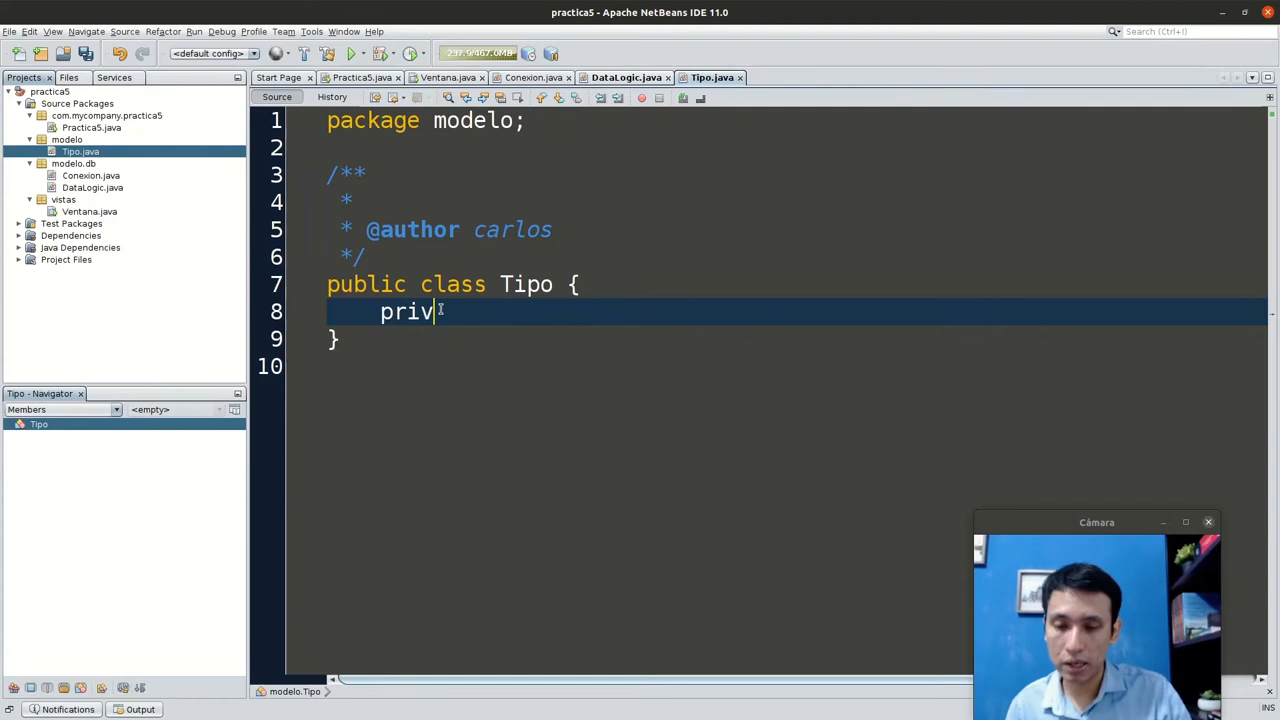 practica5 - Apache NetBeans IDE 11.0
File Edit View Navigate Source Refactor Run Debug Profile Team Tools Window Help
Search (Ctrl+I)
<default config>
237.9/467.0MB
Projects Files Services
Start Page Practica5.java Ventana.java Conexion.java DataLogic.java Tipo.java
Source History
practica5
Source Packages
com.mycompany.practica5
Practica5.java
modelo
Tipo.java
modelo.db
Conexion.java
DataLogic.java
vistas
Ventana.java
Test Packages
Dependencies
Java Dependencies
Project Files
1 package modelo;
2
3 /**
4 *
5 * @author carlos
6 */
7 public class Tipo {
8 priv
9 }
10
Tipo - Navigator
Members <empty>
Tipo
Cámara
modelo.Tipo
Notifications Output
INS